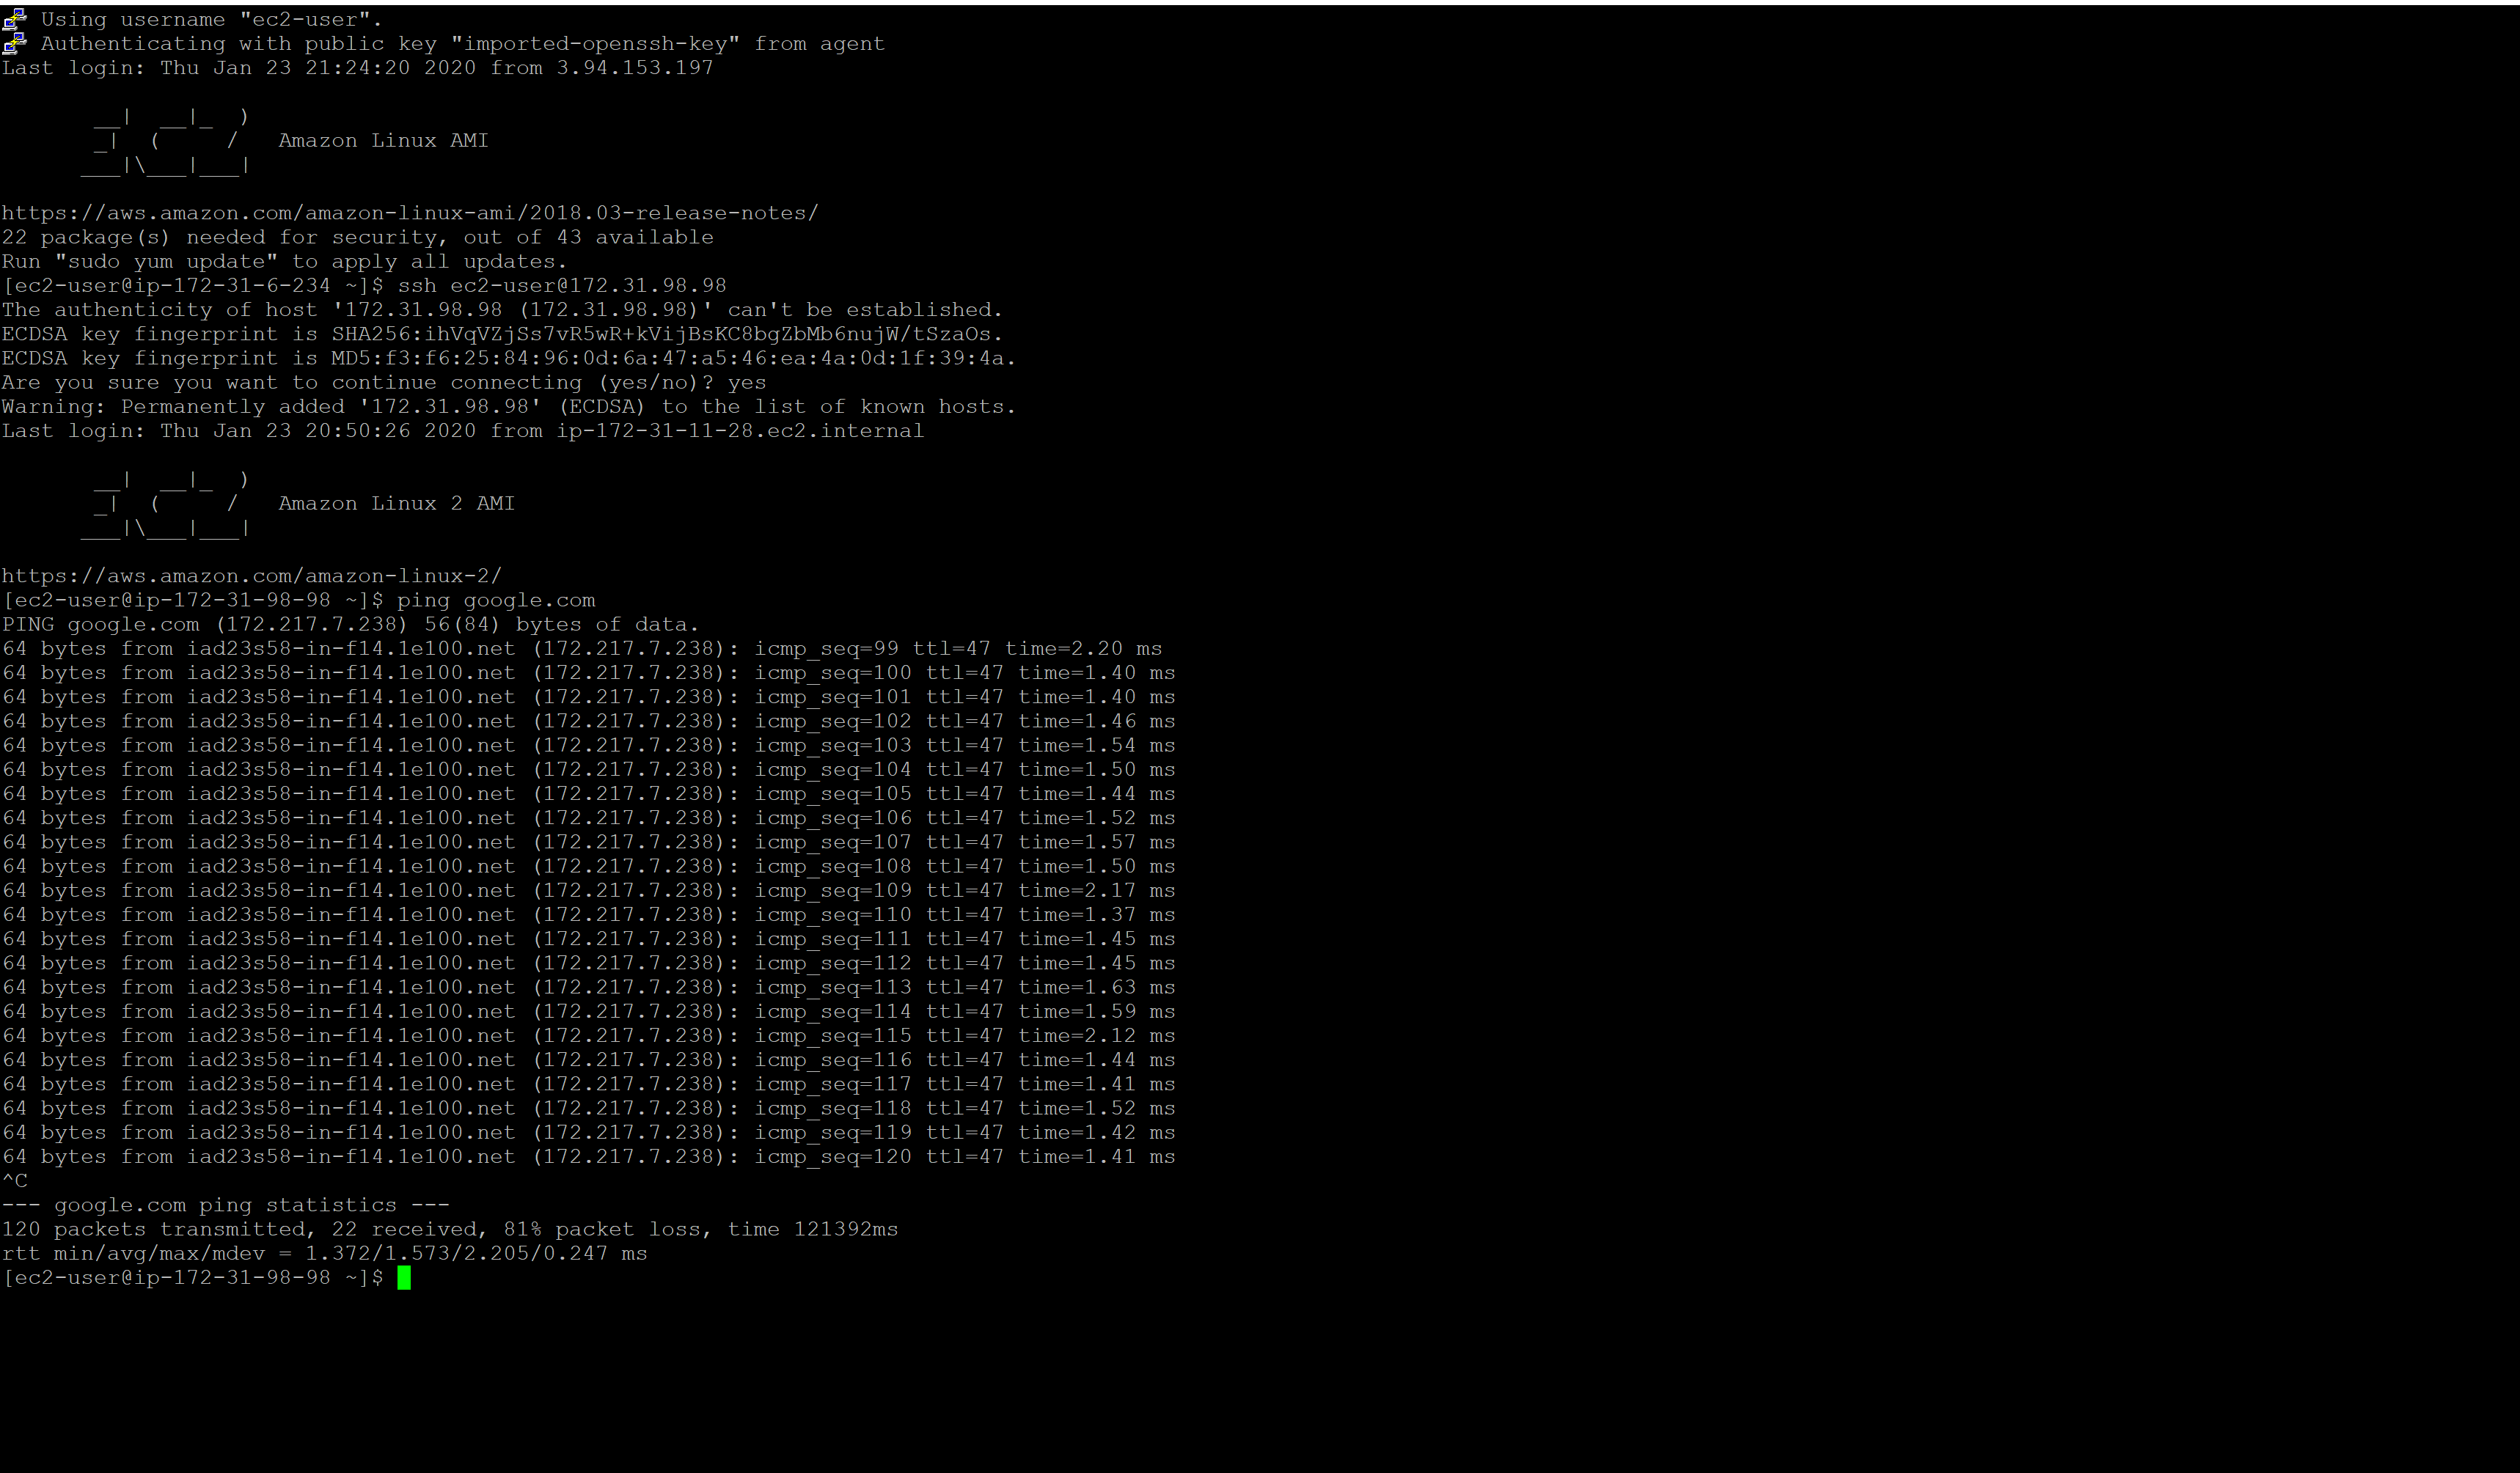 Using username "ec2-user".
Authenticating with public key "imported-openssh-key" from agent
Last login: Thu Jan 23 21:24:20 2020 from 3.94.153.197

       __|  __|_  )
       _|  (     /   Amazon Linux AMI
      ___|\___|___|

https://aws.amazon.com/amazon-linux-ami/2018.03-release-notes/
22 package(s) needed for security, out of 43 available
Run "sudo yum update" to apply all updates.
[ec2-user@ip-172-31-6-234 ~]$ ssh ec2-user@172.31.98.98
The authenticity of host '172.31.98.98 (172.31.98.98)' can't be established.
ECDSA key fingerprint is SHA256:ihVqVZjSs7vR5wR+kVijBsKC8bgZbMb6nujW/tSzaOs.
ECDSA key fingerprint is MD5:f3:f6:25:84:96:0d:6a:47:a5:46:ea:4a:0d:1f:39:4a.
Are you sure you want to continue connecting (yes/no)? yes
Warning: Permanently added '172.31.98.98' (ECDSA) to the list of known hosts.
Last login: Thu Jan 23 20:50:26 2020 from ip-172-31-11-28.ec2.internal

       __|  __|_  )
       _|  (     /   Amazon Linux 2 AMI
      ___|\___|___|

https://aws.amazon.com/amazon-linux-2/
[ec2-user@ip-172-31-98-98 ~]$ ping google.com
PING google.com (172.217.7.238) 56(84) bytes of data.
64 bytes from iad23s58-in-f14.1e100.net (172.217.7.238): icmp_seq=99 ttl=47 time=2.20 ms
64 bytes from iad23s58-in-f14.1e100.net (172.217.7.238): icmp_seq=100 ttl=47 time=1.40 ms
64 bytes from iad23s58-in-f14.1e100.net (172.217.7.238): icmp_seq=101 ttl=47 time=1.40 ms
64 bytes from iad23s58-in-f14.1e100.net (172.217.7.238): icmp_seq=102 ttl=47 time=1.46 ms
64 bytes from iad23s58-in-f14.1e100.net (172.217.7.238): icmp_seq=103 ttl=47 time=1.54 ms
64 bytes from iad23s58-in-f14.1e100.net (172.217.7.238): icmp_seq=104 ttl=47 time=1.50 ms
64 bytes from iad23s58-in-f14.1e100.net (172.217.7.238): icmp_seq=105 ttl=47 time=1.44 ms
64 bytes from iad23s58-in-f14.1e100.net (172.217.7.238): icmp_seq=106 ttl=47 time=1.52 ms
64 bytes from iad23s58-in-f14.1e100.net (172.217.7.238): icmp_seq=107 ttl=47 time=1.57 ms
64 bytes from iad23s58-in-f14.1e100.net (172.217.7.238): icmp_seq=108 ttl=47 time=1.50 ms
64 bytes from iad23s58-in-f14.1e100.net (172.217.7.238): icmp_seq=109 ttl=47 time=2.17 ms
64 bytes from iad23s58-in-f14.1e100.net (172.217.7.238): icmp_seq=110 ttl=47 time=1.37 ms
64 bytes from iad23s58-in-f14.1e100.net (172.217.7.238): icmp_seq=111 ttl=47 time=1.45 ms
64 bytes from iad23s58-in-f14.1e100.net (172.217.7.238): icmp_seq=112 ttl=47 time=1.45 ms
64 bytes from iad23s58-in-f14.1e100.net (172.217.7.238): icmp_seq=113 ttl=47 time=1.63 ms
64 bytes from iad23s58-in-f14.1e100.net (172.217.7.238): icmp_seq=114 ttl=47 time=1.59 ms
64 bytes from iad23s58-in-f14.1e100.net (172.217.7.238): icmp_seq=115 ttl=47 time=2.12 ms
64 bytes from iad23s58-in-f14.1e100.net (172.217.7.238): icmp_seq=116 ttl=47 time=1.44 ms
64 bytes from iad23s58-in-f14.1e100.net (172.217.7.238): icmp_seq=117 ttl=47 time=1.41 ms
64 bytes from iad23s58-in-f14.1e100.net (172.217.7.238): icmp_seq=118 ttl=47 time=1.52 ms
64 bytes from iad23s58-in-f14.1e100.net (172.217.7.238): icmp_seq=119 ttl=47 time=1.42 ms
64 bytes from iad23s58-in-f14.1e100.net (172.217.7.238): icmp_seq=120 ttl=47 time=1.41 ms
^C
--- google.com ping statistics ---
120 packets transmitted, 22 received, 81% packet loss, time 121392ms
rtt min/avg/max/mdev = 1.372/1.573/2.205/0.247 ms
[ec2-user@ip-172-31-98-98 ~]$